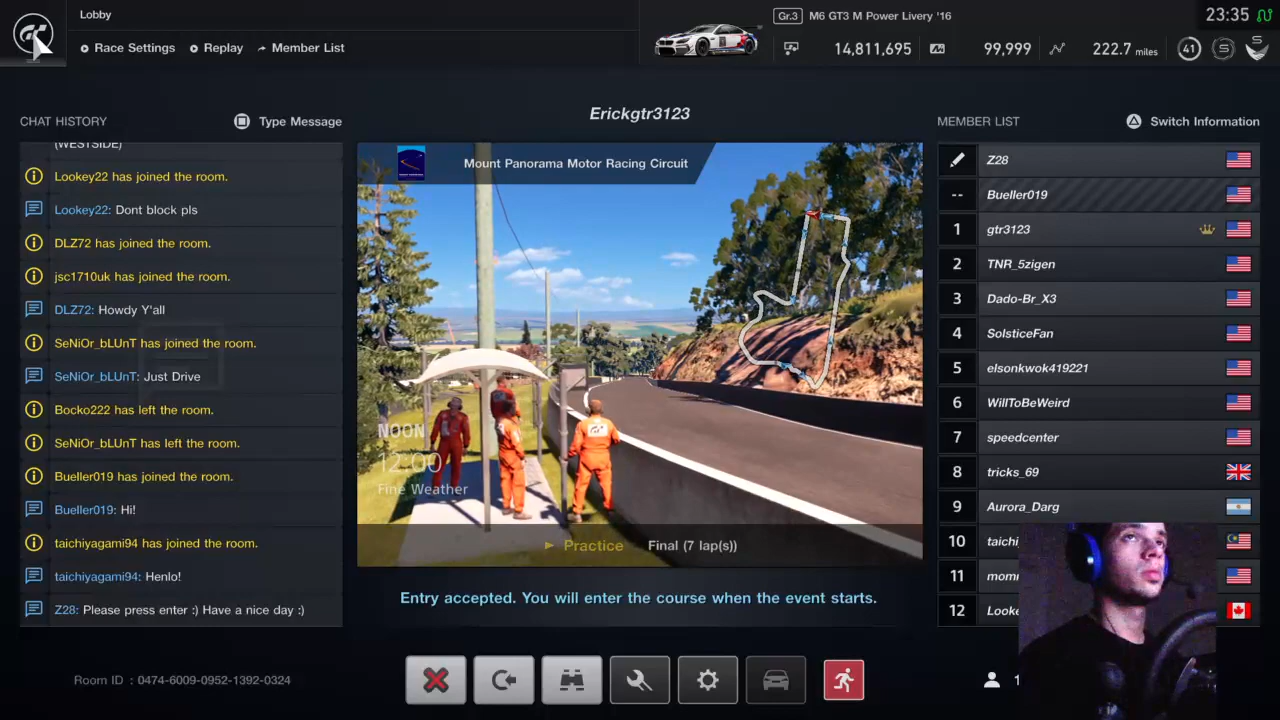 Lobby
Race Settings
Replay
Member List
Gr.3 M6 GT3 M Power Livery '16
23:35
14,811,695
99,999
222.7 miles
41
S
S
CHAT HISTORY
Type Message
(WESTSIDE)
Lookey22 has joined the room.
Lookey22: Dont block pls
DLZ72 has joined the room.
jsc1710uk has joined the room.
DLZ72: Howdy Y'all
SeNiOr_bLUnT has joined the room.
SeNiOr_bLUnT: Just Drive
Bocko222 has left the room.
SeNiOr_bLUnT has left the room.
Bueller019 has joined the room.
Bueller019: Hi!
taichiyagami94 has joined the room.
taichiyagami94: Henlo!
Z28: Please press enter :) Have a nice day :)
Room ID : 0474-6009-0952-1392-0324
Erickgtr3123
Mount Panorama Motor Racing Circuit
NOON
12:00
Fine Weather
Practice Final (7 lap(s))
Entry accepted. You will enter the course when the event starts.
MEMBER LIST
Switch Information
Z28
-- Bueller019
1 gtr3123
2 TNR_5zigen
3 Dado-Br_X3
4 SolsticeFan
5 elsonkwok419221
6 WillToBeWeird
7 speedcenter
8 tricks_69
9 Aurora_Darg
10 taichi
11
12 Looke
1